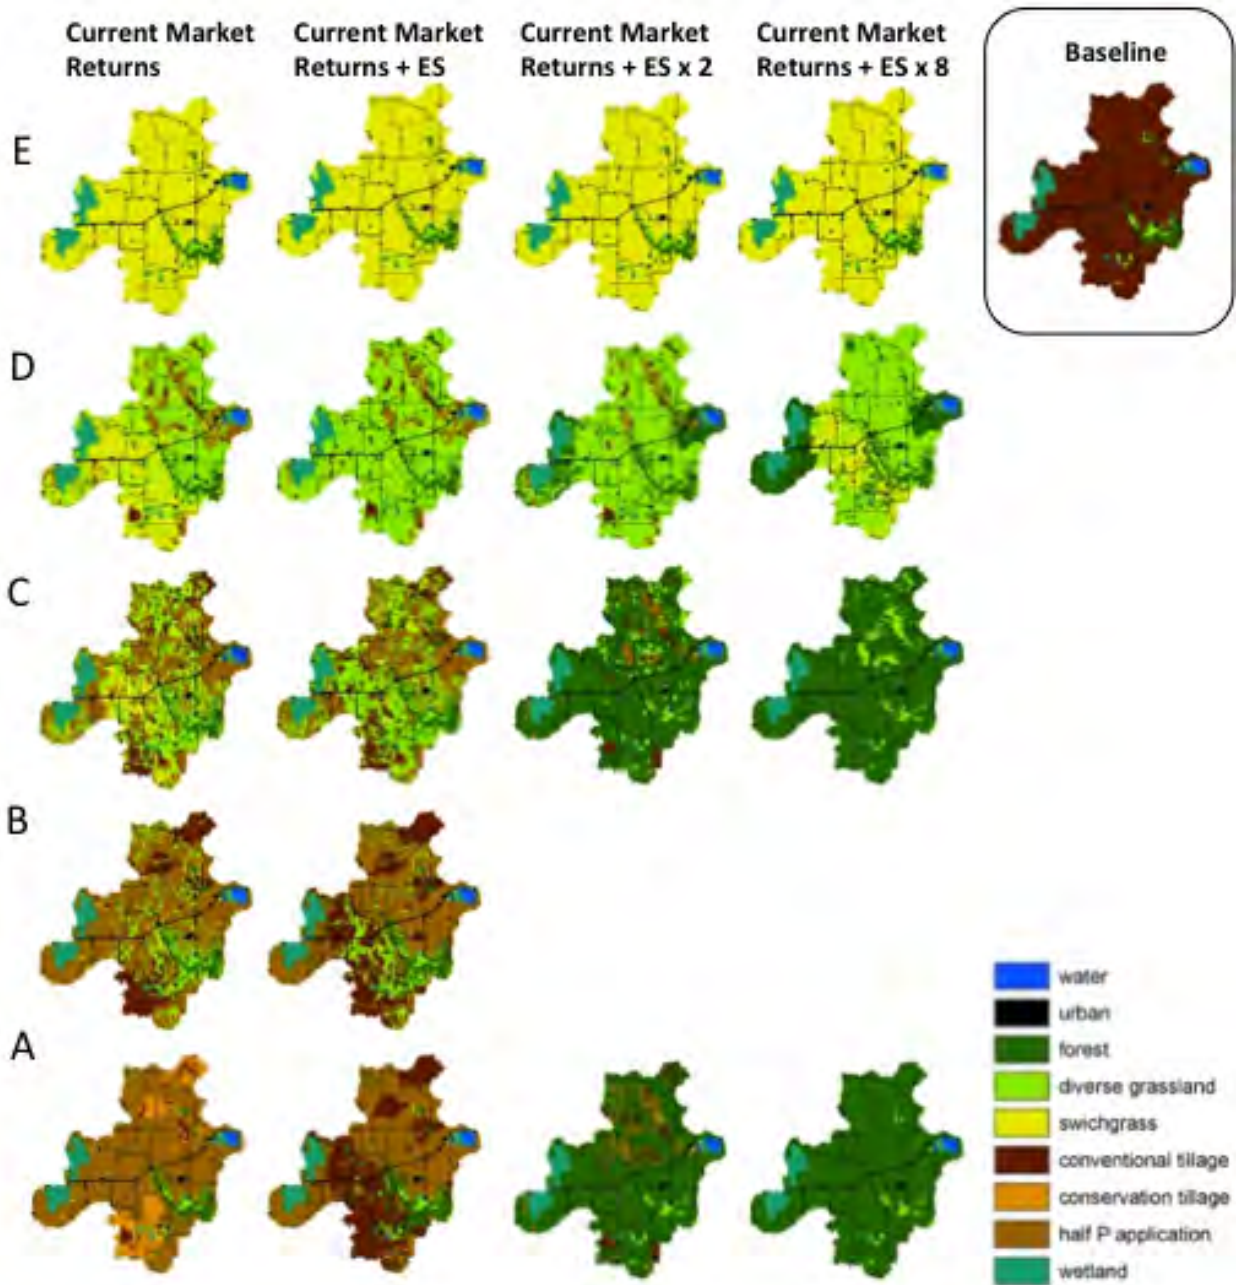 Current Market
Returns
Current Market
Returns + ES
Current Market
Returns + ES x 2
Current Market
Returns + ES x 8
Baseline
E
D
C
B
A
water
urban
forest
diverse grassland
swichgrass
conventional tillage
conservation tillage
half P application
wetland